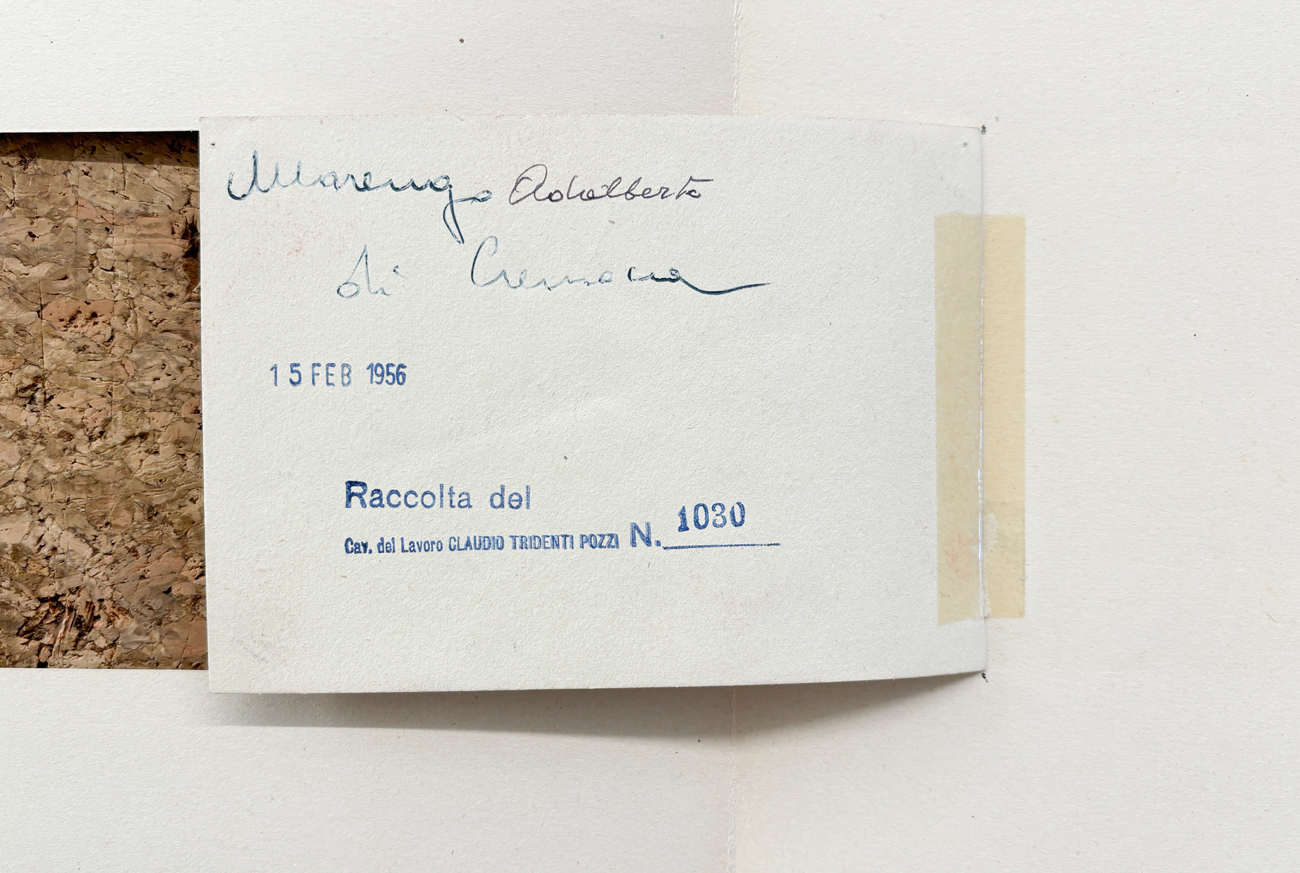 Marengo Adalberto
di Cremona
15 FEB 1956
Raccolta del
Cav. del Lavoro CLAUDIO TRIDENTI POZZI N. 1030